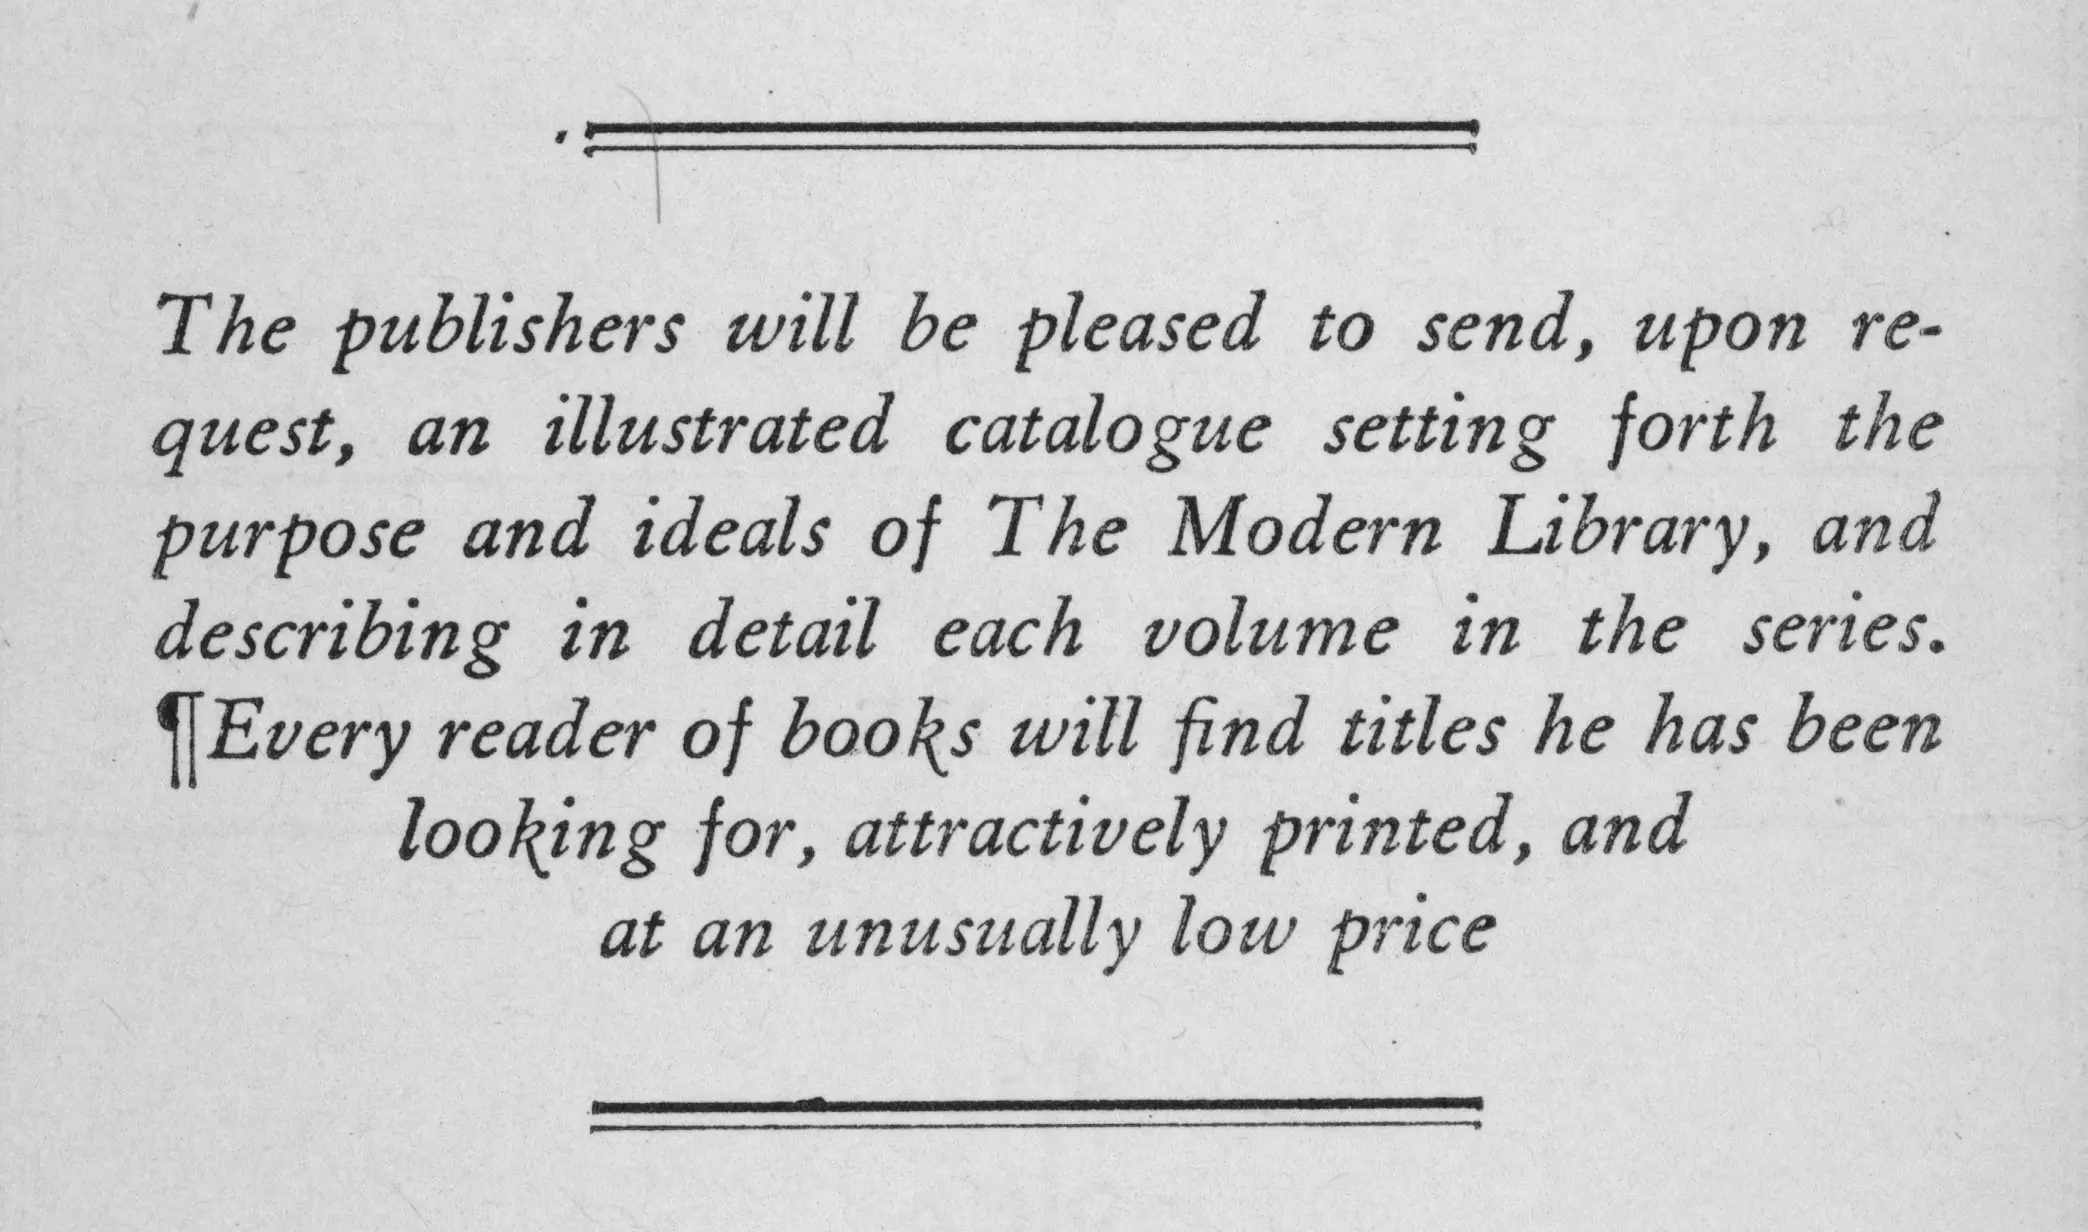 The publishers will be pleased to send, upon re-
quest, an illustrated catalogue setting forth the
purpose and ideals of The Modern Library, and
describing in detail each volume in the series.
¶Every reader of books will find titles he has been
looking for, attractively printed, and
at an unusually low price